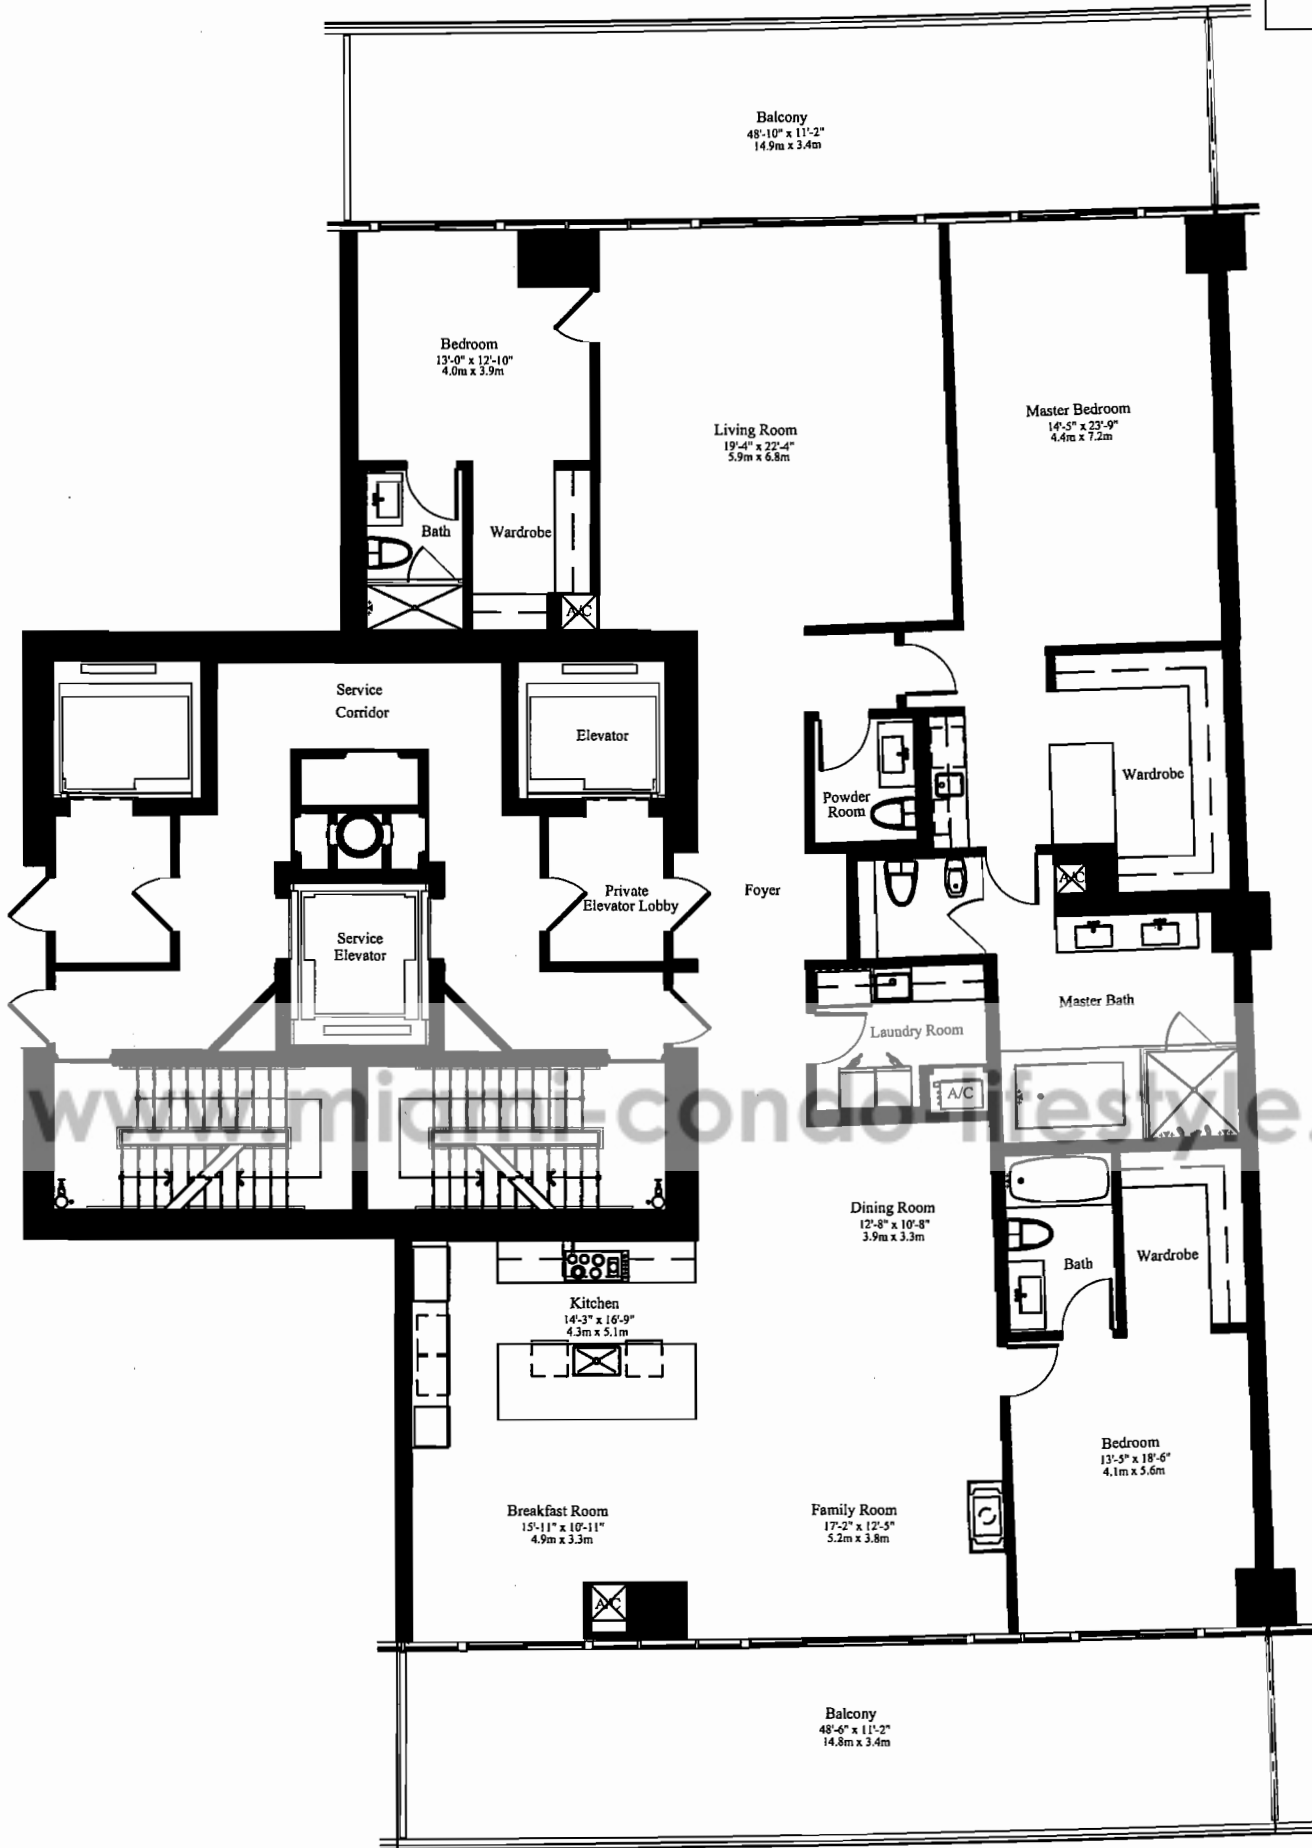 Balcony
48'-10" x 11'-2"
14.9m x 3.4m
Bedroom
13'-0" x 12'-10"
4.0m x 3.9m
Living Room
19'-4" x 22'-4"
5.9m x 6.8m
Master Bedroom
14'-5" x 23'-9"
4.4m x 7.2m
Bath
Wardrobe
A/C
Service
Corridor
Elevator
Wardrobe
Powder
Room
A/C
Private
Elevator Lobby
Foyer
Service
Elevator
Master Bath
Laundry Room
A/C
www.miami-condo-lifestyle.
Dining Room
12'-8" x 10'-8"
3.9m x 3.3m
Bath
Wardrobe
Kitchen
14'-3" x 16'-9"
4.3m x 5.1m
Bedroom
13'-5" x 18'-6"
4.1m x 5.6m
Breakfast Room
15'-11" x 10'-11"
4.9m x 3.3m
Family Room
17'-2" x 12'-5"
5.2m x 3.8m
A/C
Balcony
48'-6" x 11'-2"
14.8m x 3.4m